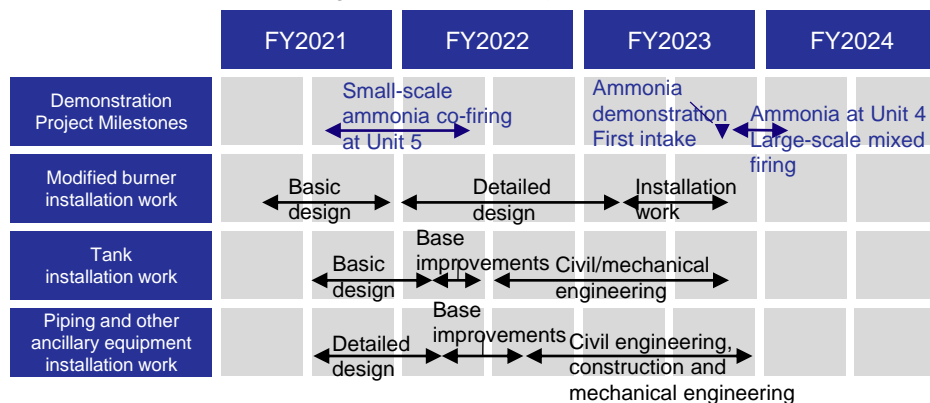 FY2021
FY2022
FY2023
FY2024
Demonstration
Project Milestones
Small-scale
ammonia co-firing
at Unit 5
Ammonia
demonstration
First intake
Ammonia at Unit 4
Large-scale mixed
firing
Modified burner
installation work
Basic
design
Detailed
design
Installation
work
Tank
installation work
Basic
design
Base
improvements
Civil/mechanical
engineering
Piping and other
ancillary equipment
installation work
Detailed
design
Base
improvements
Civil engineering,
construction and
mechanical engineering